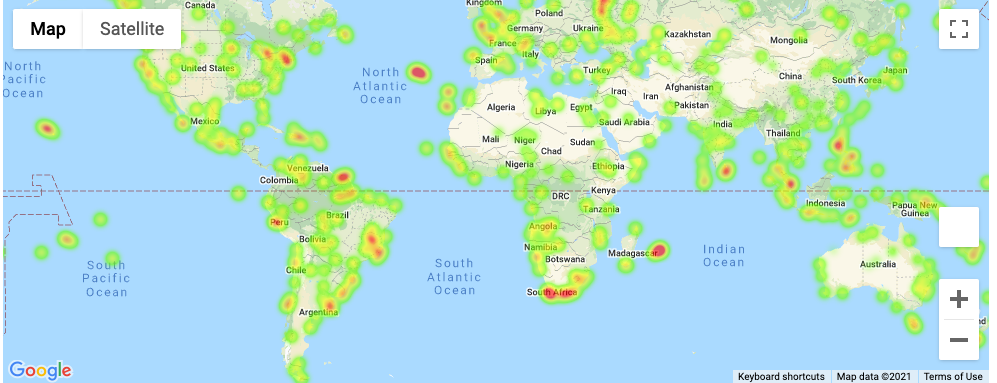 Map
Satellite
Canada
Kingdom
Poland
Germany
Ukraine
France
Kazakhstan
Mongolia
Italy
Spain
Turkey
United States
North
Pacific
Ocean
North
Atlantic
Ocean
China
South Korea
Japan
Iraq
Iran
Afghanistan
Pakistan
Algeria
Libya
Egypt
Saudi Arabia
India
Mexico
Mali
Niger
Chad
Sudan
Thailand
Nigeria
Ethiopia
Venezuela
Colombia
DRC
Kenya
Indonesia
Papua New
Guinea
Tanzania
Peru
Brazil
Bolivia
Angola
Namibia
Botswana
Madagascar
Indian
Ocean
Australia
South
Pacific
Ocean
South
Atlantic
Ocean
Chile
South Africa
Argentina
nd
Google
Keyboard shortcuts
Map data ©2021
Terms of Use